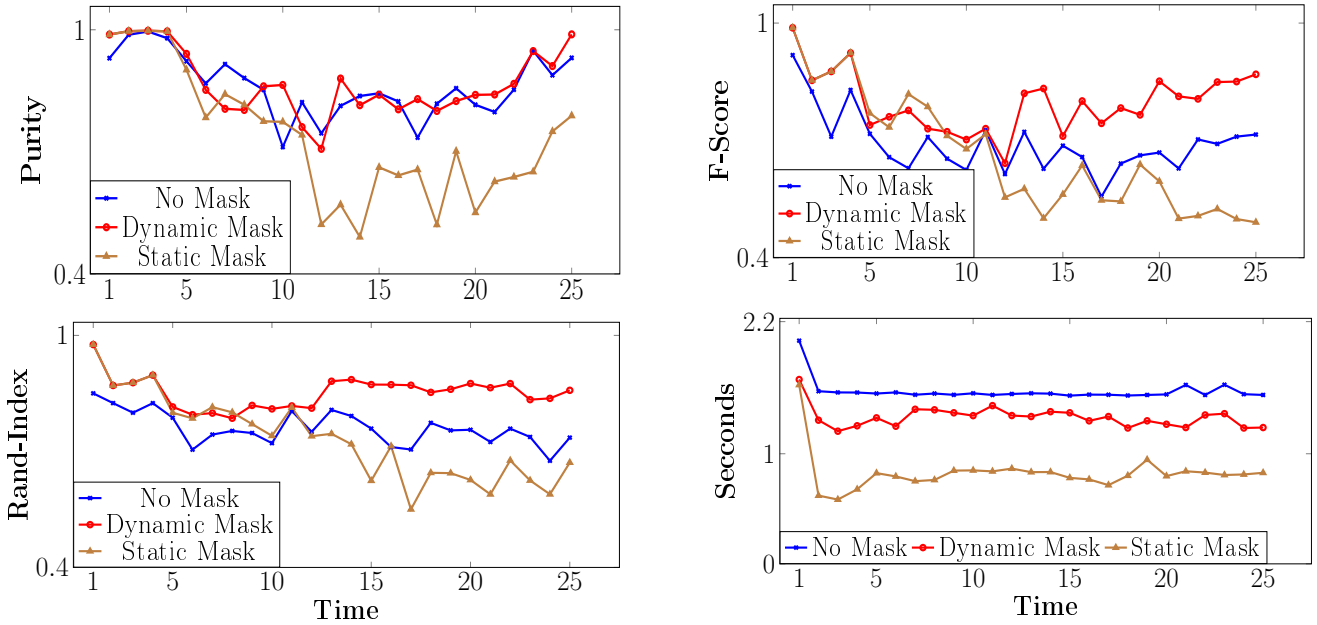 1
Purity
No Mask
Dynamic Mask
Static Mask
0.4
1 5 10 15 20 25
1
F-Score
No Mask
Dynamic Mask
Static Mask
0.4
1 5 10 15 20 25
1
Rand-Index
No Mask
Dynamic Mask
Static Mask
0.4
1 5 10 15 20 25
Time
2.2
Secconds
1
No Mask Dynamic Mask Static Mask
0
1 5 10 15 20 25
Time